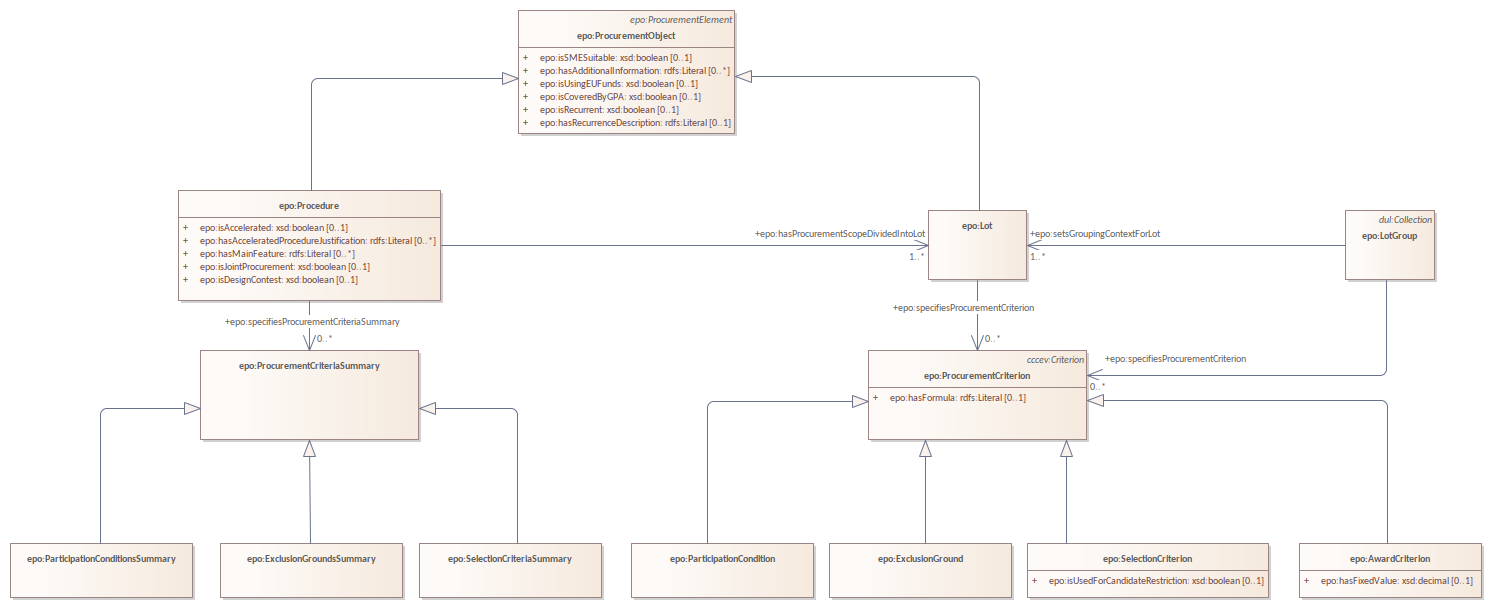 epo:ProcurementElement
epo:ProcurementObject
+ epo:isSMESuitable: xsd:boolean [0..1]
+ epo:hasAdditionalInformation: rdfs:Literal [0..*]
+ epo:isUsingEUFunds: xsd:boolean [0..1]
+ epo:isCoveredByGPA: xsd:boolean [0..1]
+ epo:isRecurrent: xsd:boolean [0..1]
+ epo:hasRecurrenceDescription: rdfs:Literal [0..1]
epo:Procedure
+ epo:isAccelerated: xsd:boolean [0..1]
+ epo:hasAcceleratedProcedureJustification: rdfs:Literal [0..*]
+ epo:hasMainFeature: rdfs:Literal [0..*]
+ epo:isJointProcurement: xsd:boolean [0..1]
+ epo:isDesignContest: xsd:boolean [0..1]
+epo:hasProcurementScopeDividedIntoLot
1..*
epo:Lot
+epo:setsGroupingContextForLot
1..*
dul:Collection
epo:LotGroup
+epo:specifiesProcurementCriteriaSummary
0..*
+epo:specifiesProcurementCriterion
0..*
epo:ProcurementCriteriaSummary
cccev:Criterion
epo:ProcurementCriterion
+ epo:hasFormula: rdfs:Literal [0..1]
+epo:specifiesProcurementCriterion
0..*
epo:ParticipationConditionsSummary
epo:ExclusionGroundsSummary
epo:SelectionCriteriaSummary
epo:ParticipationCondition
epo:ExclusionGround
epo:SelectionCriterion
+ epo:isUsedForCandidateRestriction: xsd:boolean [0..1]
epo:AwardCriterion
+ epo:hasFixedValue: xsd:decimal [0..1]